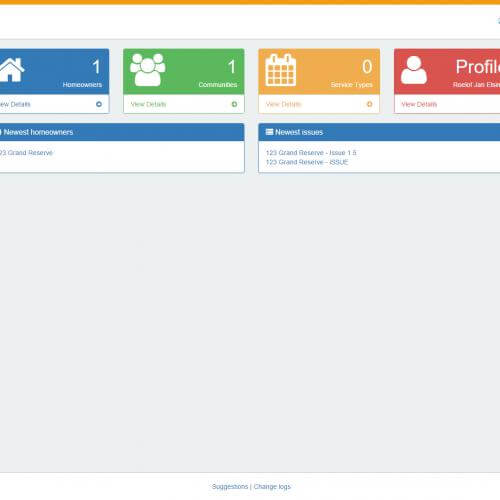 1
1
0
Profile
Homeowners
Communities
Service Types
Roelof Jan Else
View Details
View Details
View Details
View Details
Newest homeowners
Newest issues
123 Grand Reserve
123 Grand Reserve - Issue 1.5
123 Grand Reserve - ISSUE
Suggestions | Change logs